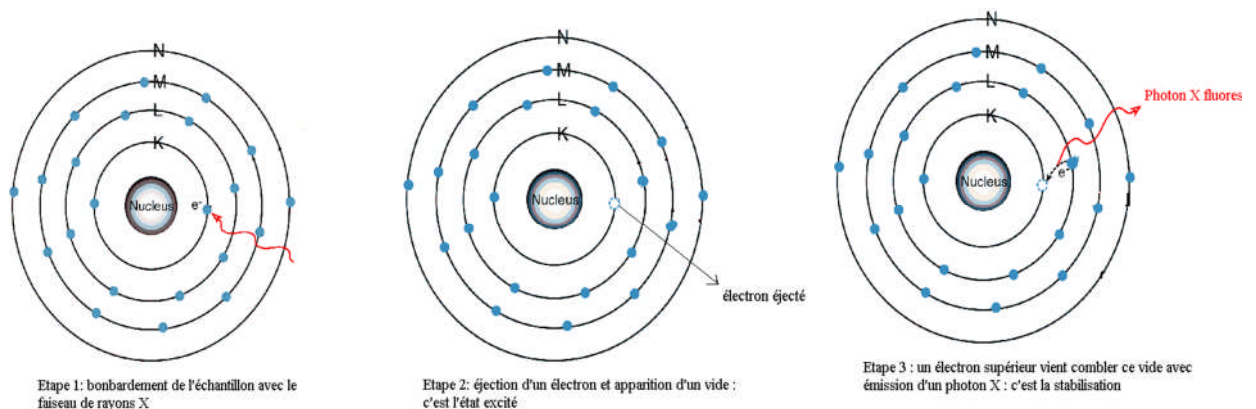 N
M
L
K
Nucleus
e-
N
M
L
K
Nucleus
électron éjecté
N
M
L
K
Nucleus
e-
Photon X fluores
Etape 1: bonbardement de l'échantillon avec le
faiseau de rayons X
Etape 2: éjection d'un électron et apparition d'un vide :
c'est l'état excité
Etape 3 : un électron supérieur vient combler ce vide avec
émission d'un photon X : c'est la stabilisation